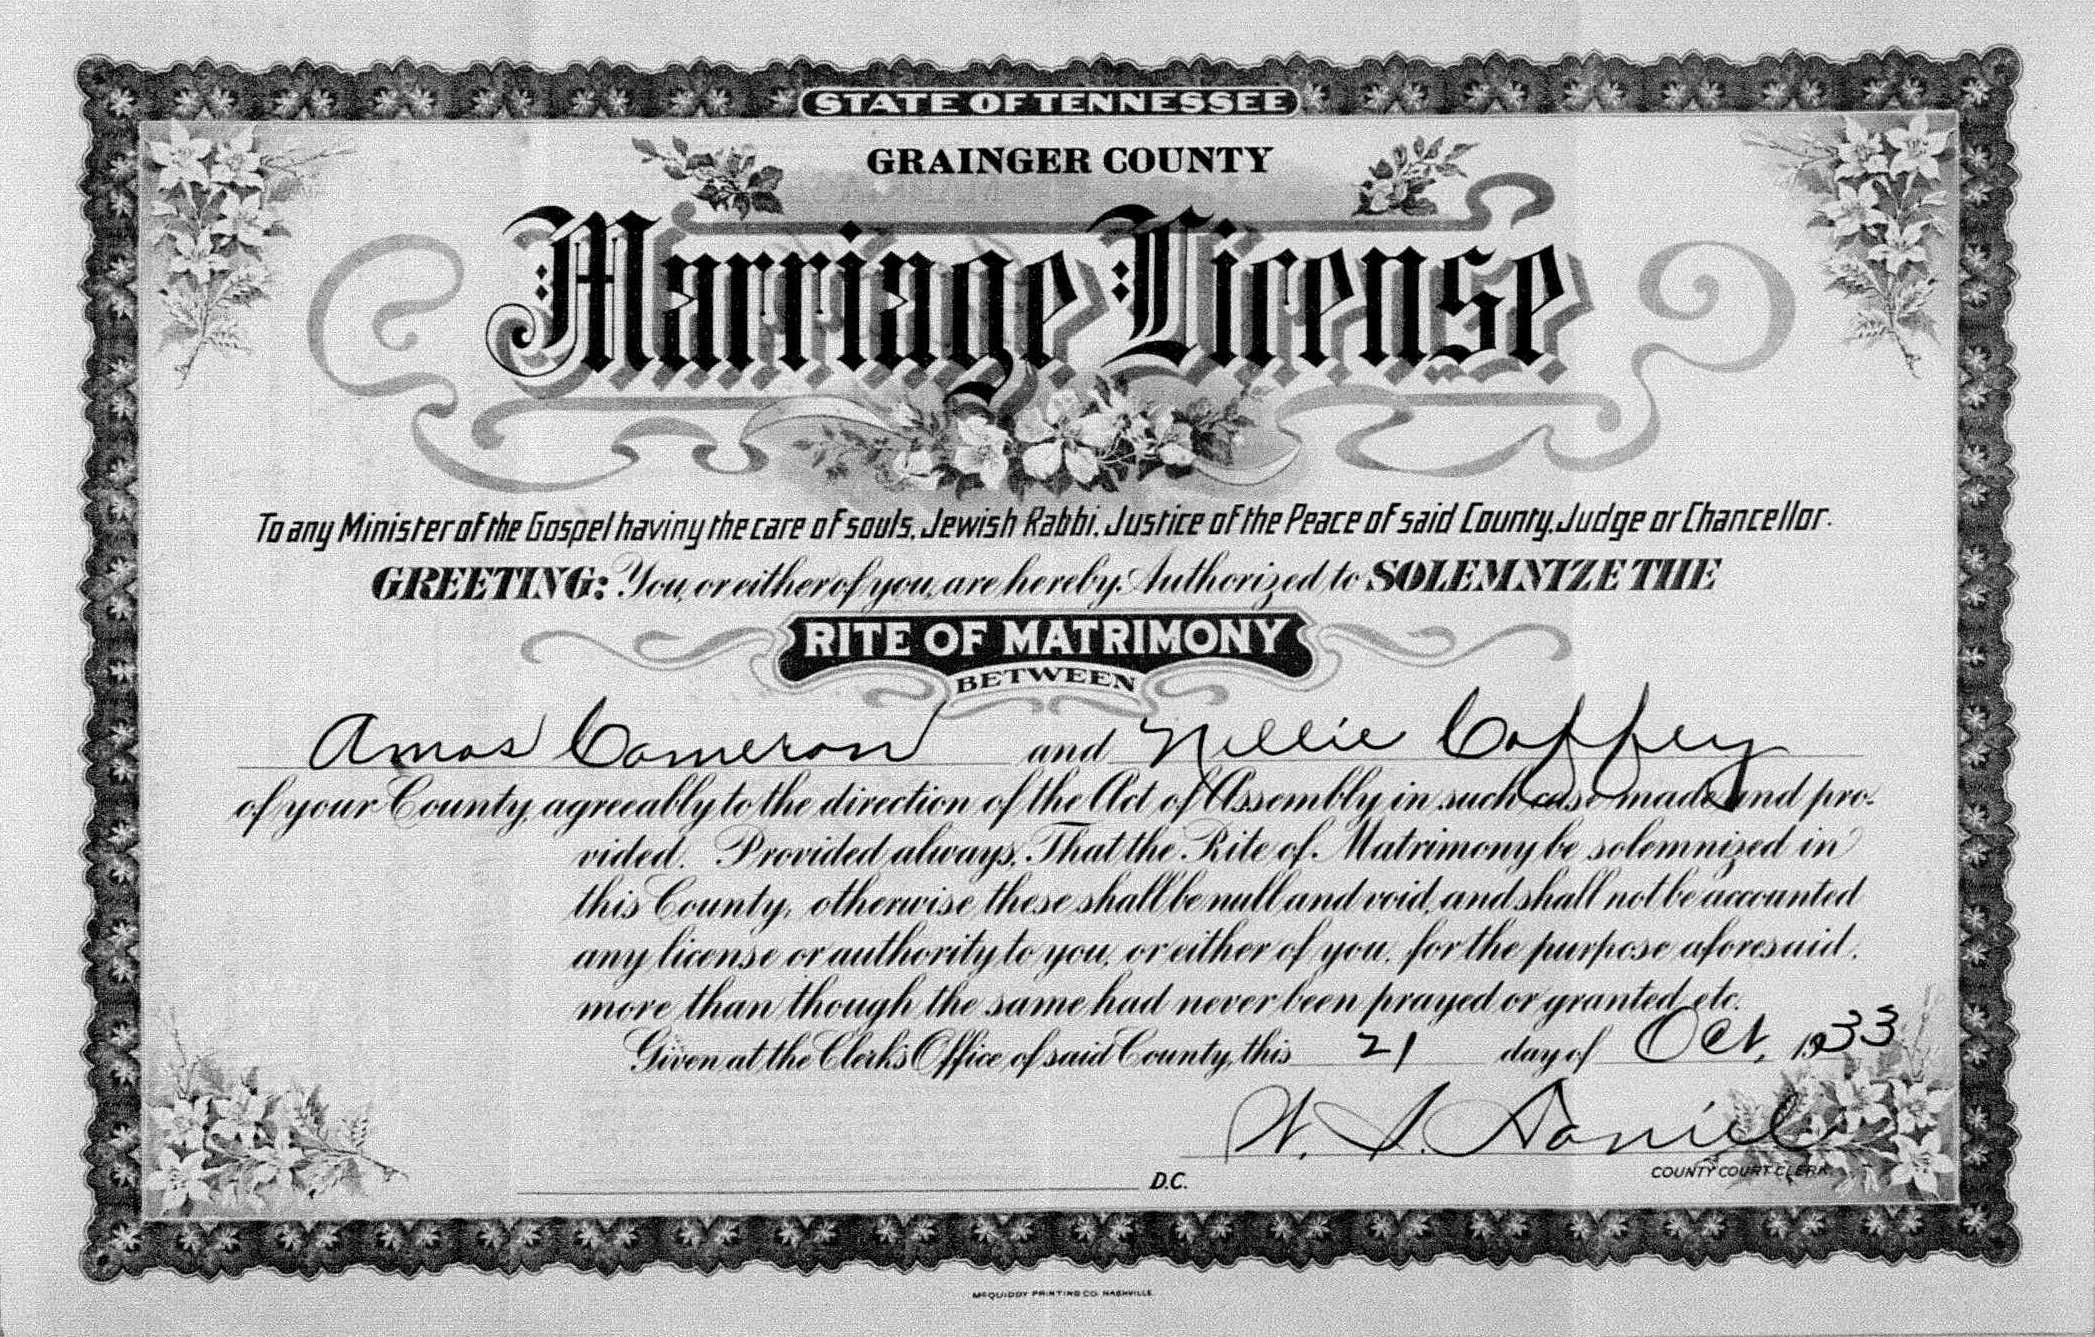 STATE OF TENNESSEE
GRAINGER COUNTY
Marriage License
To any Minister of the Gospel having the care of souls, Jewish Rabbi, Justice of the Peace of said County, Judge or Chancellor.
GREETING: You, or either of you, are hereby Authorized to SOLEMNIZE THE
RITE OF MATRIMONY
BETWEEN
Amos Cameron and Nellie Coffey
of your County, agreeably to the direction of the Act of Assembly in such case made and pro-
vided. Provided always, That the Rite of Matrimony be solemnized in
this County, otherwise these shall be null and void, and shall not be accounted
any license or authority to you, or either of you, for the purpose aforesaid,
more than though the same had never been prayed or granted etc.
Given at the Clerk's Office of said County, this 21 day of Oct, 1933
W. I. Daniel
COUNTY COURT CLERK
D.C.
McQUIDDY PRINTING CO. NASHVILLE